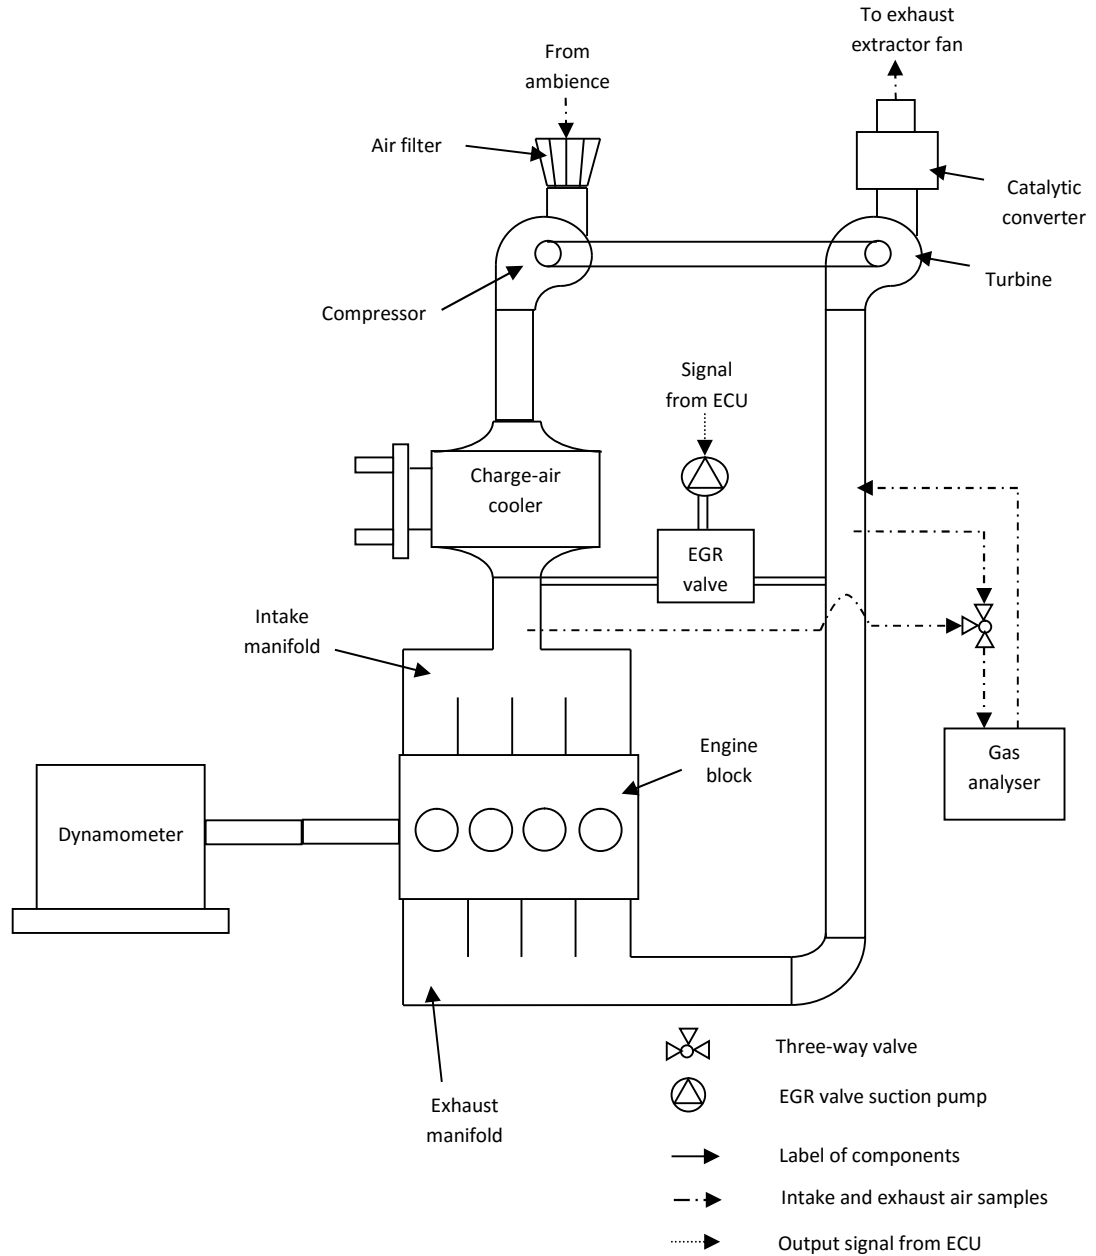 To exhaust
extractor fan
From
ambience
Air filter
Catalytic
converter
Turbine
Compressor
Signal
from ECU
Charge-air
cooler
EGR
valve
Intake
manifold
Engine
block
Gas
analyser
Dynamometer
Three-way valve
EGR valve suction pump
Exhaust
manifold
Label of components
Intake and exhaust air samples
Output signal from ECU